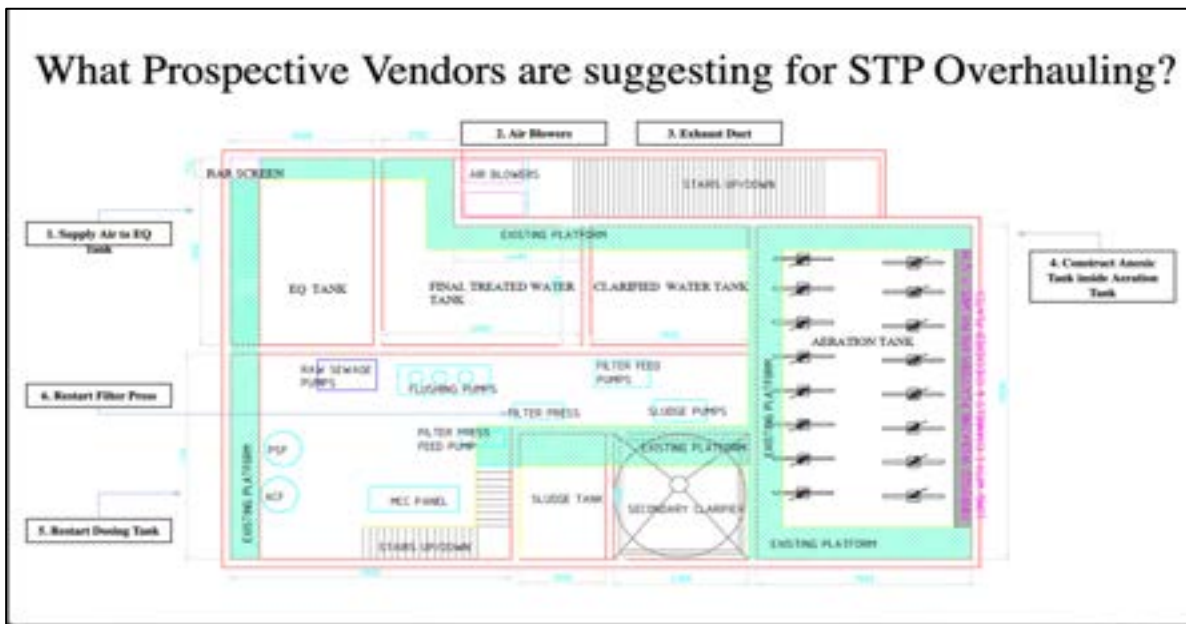 What Prospective Vendors are suggesting for STP Overhauling?
2. Air Blowers
3. Exhaust Duct
BAR SCREEN
AIR BLOWERS
STAIRS UP/DOWN
1. Supply Air to EQ
Tank
EXISTING PLATFORM
4. Construct Anoxic
Tank inside Aeration
Tank
EQ TANK
FINAL TREATED WATER
TANK
CLARIFIED WATER TANK
AERATION TANK
RAW SEWAGE
PUMPS
FLUSHING PUMPS
FILTER FEED
PUMPS
EXISTING PLATFORM
6. Restart Filter Press
FILTER PRESS
SLUDGE PUMPS
FILTER PRESS
FEED PUMP
EXISTING PLATFORM
EXISTING PLATFORM
PSF
ACF
MCC PANEL
SLUDGE TANK
SECONDARY CLARIFIER
5. Restart Dosing Tank
STAIRS UP/DOWN
EXISTING PLATFORM